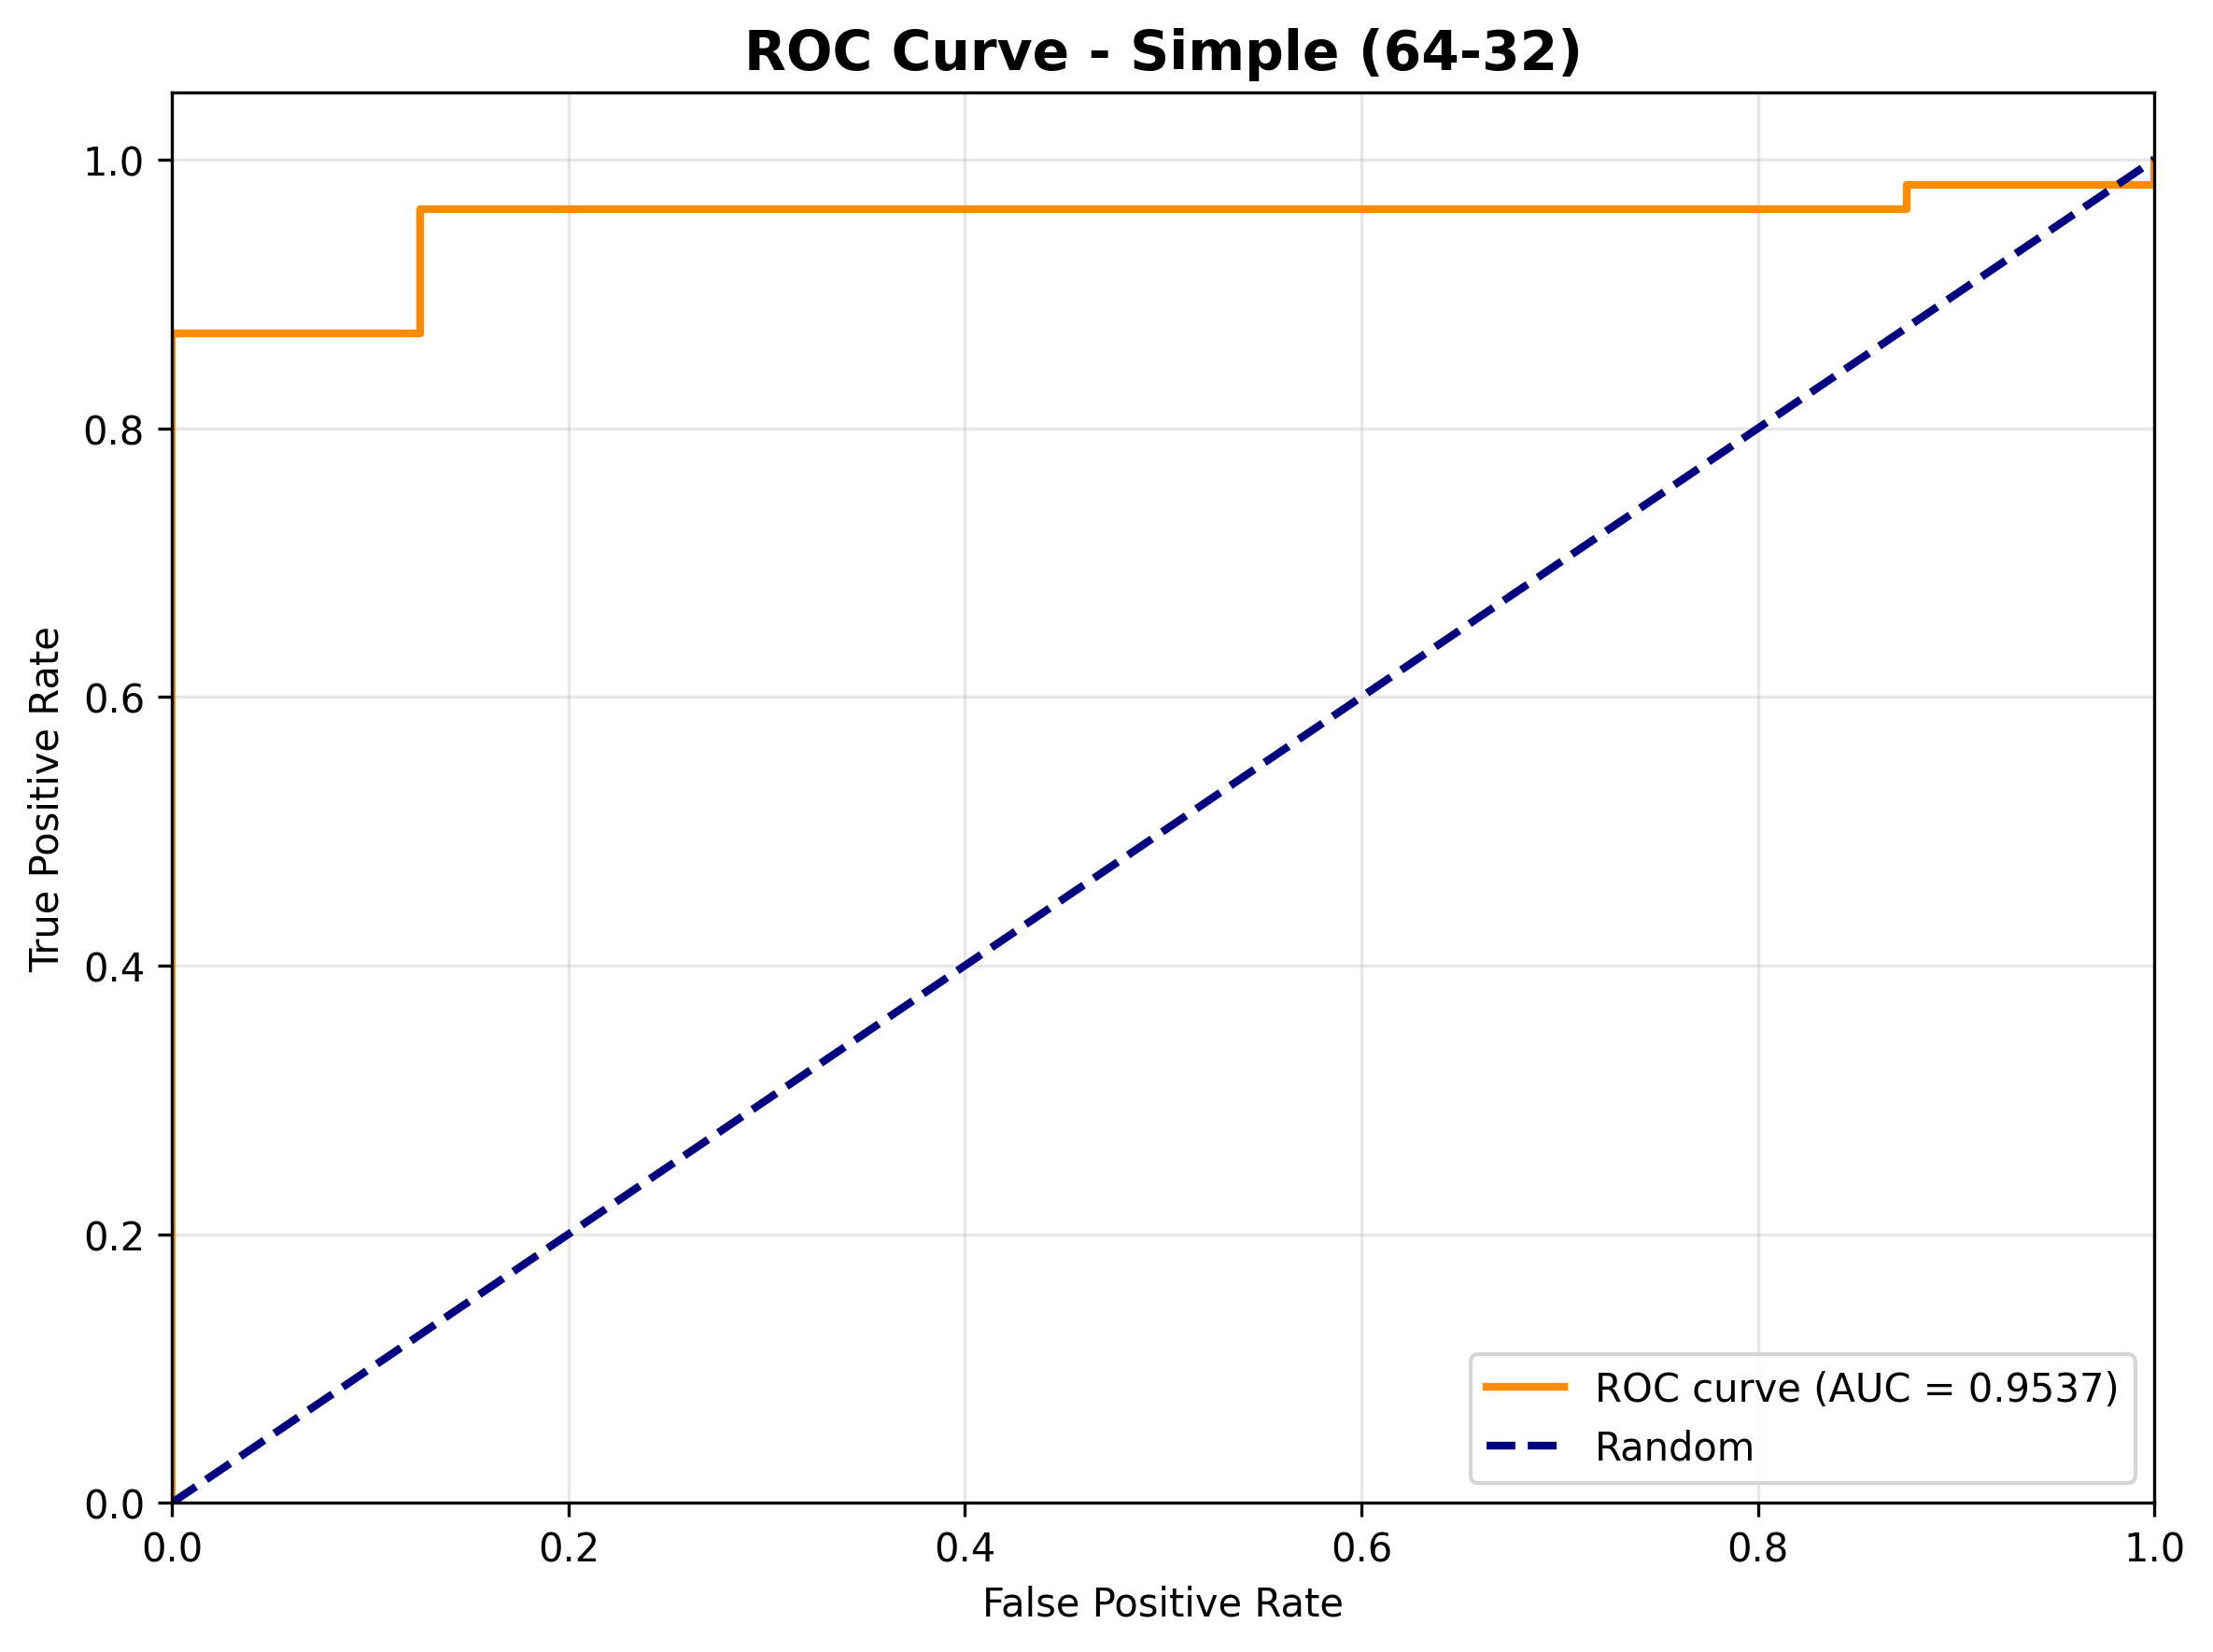 ROC Curve - Simple (64-32)
1.0
0.8
0.6
0.4
0.2
0.0
True Positive Rate
0.0 0.2 0.4 0.6 0.8 1.0
False Positive Rate
ROC curve (AUC = 0.9537)
Random